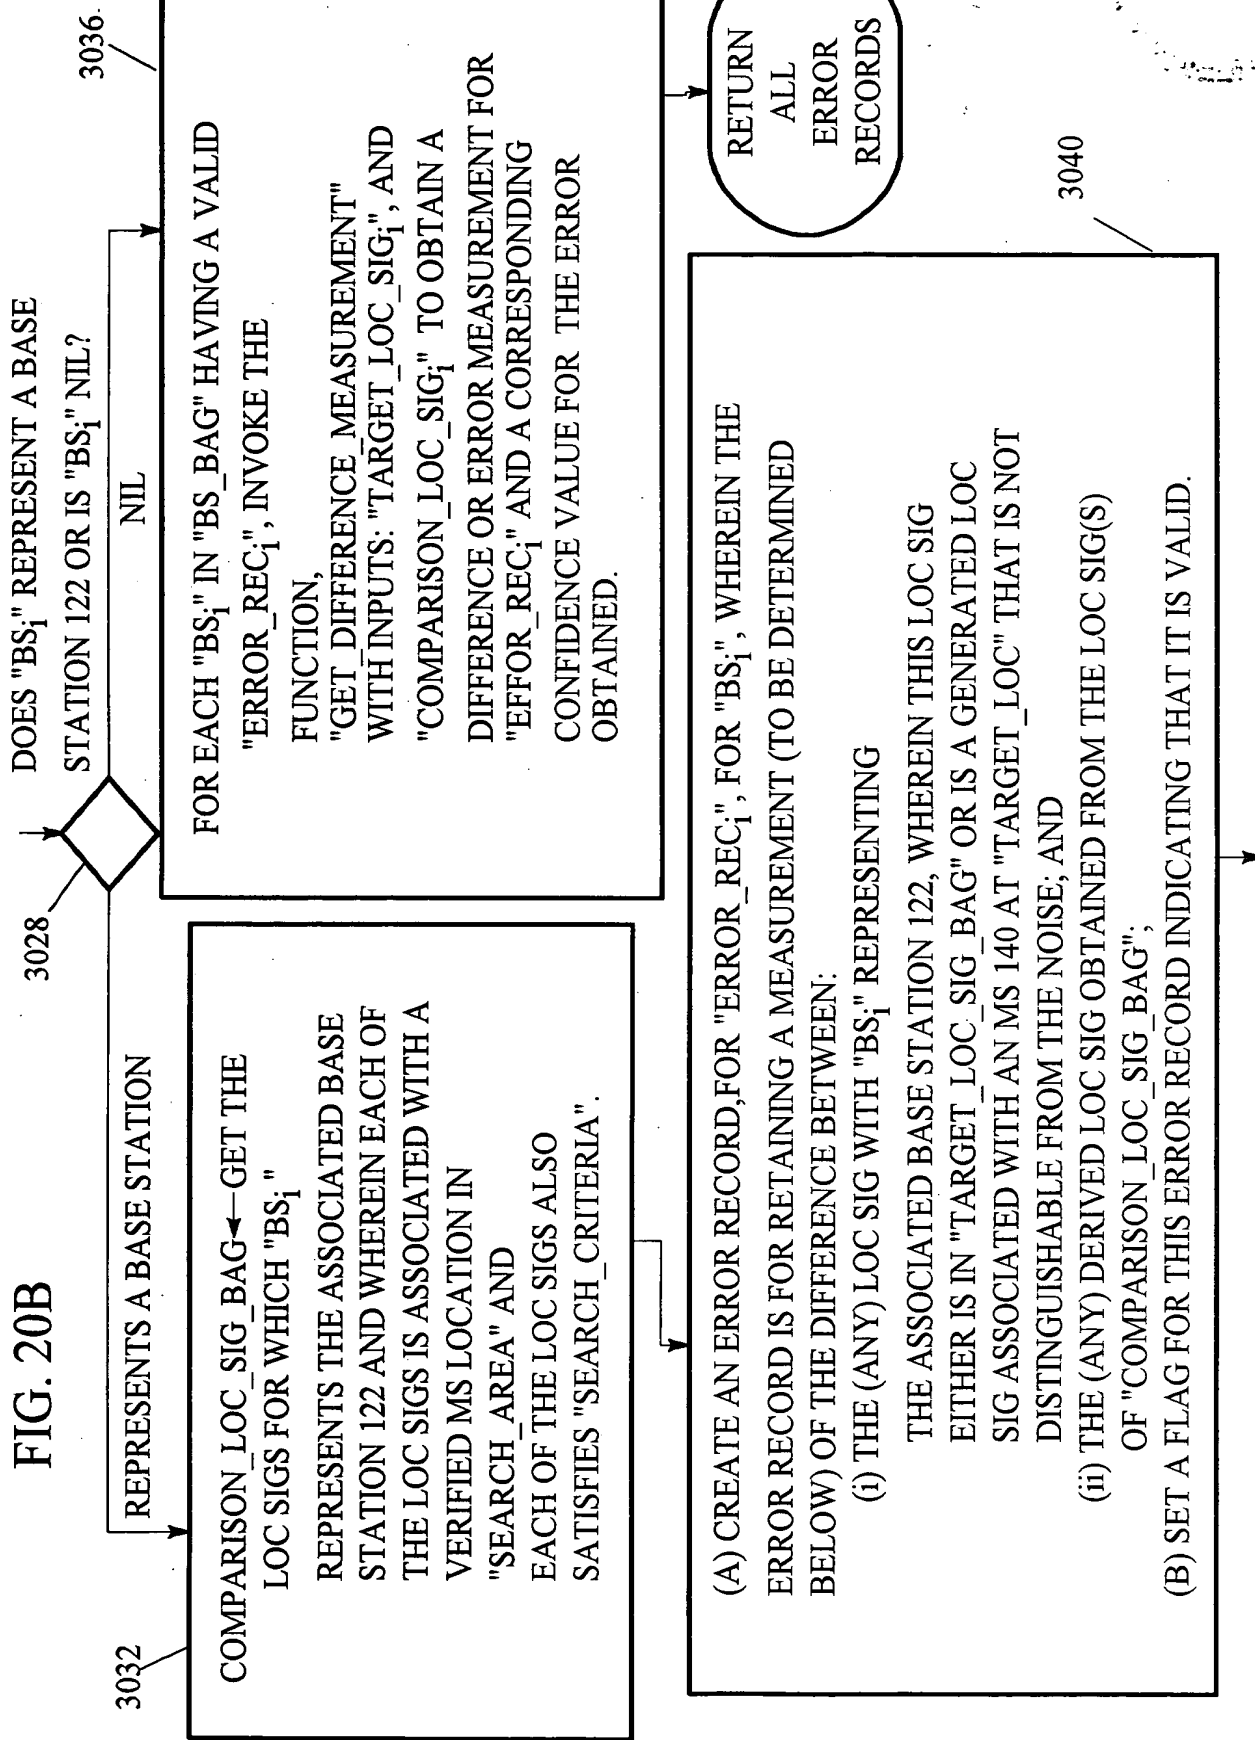 FIG. 20B
DOES "BSi" REPRESENT A BASE
STATION 122 OR IS "BSi" NIL?
3028
REPRESENTS A BASE STATION
NIL
3032
COMPARISON_LOC_SIG_BAG←GET THE
LOC SIGS FOR WHICH "BSi"
REPRESENTS THE ASSOCIATED BASE
STATION 122 AND WHEREIN EACH OF
THE LOC SIGS IS ASSOCIATED WITH A
VERIFIED MS LOCATION IN
"SEARCH_AREA" AND
EACH OF THE LOC SIGS ALSO
SATISFIES "SEARCH_CRITERIA".
3036
FOR EACH "BSi" IN "BS_BAG" HAVING A VALID
"ERROR_RECi", INVOKE THE
FUNCTION,
"GET_DIFFERENCE_MEASUREMENT"
WITH INPUTS: "TARGET_LOC_SIGi", AND
"COMPARISON_LOC_SIGi" TO OBTAIN A
DIFFERENCE OR ERROR MEASUREMENT FOR
"EFFOR_RECi" AND A CORRESPONDING
CONFIDENCE VALUE FOR THE ERROR
OBTAINED.
RETURN
ALL
ERROR
RECORDS
3040
(A) CREATE AN ERROR RECORD,FOR "ERROR_RECi", FOR "BSi", WHEREIN THE
ERROR RECORD IS FOR RETAINING A MEASUREMENT (TO BE DETERMINED
BELOW) OF THE DIFFERENCE BETWEEN:
(i) THE (ANY) LOC SIG WITH "BSi" REPRESENTING
THE ASSOCIATED BASE STATION 122, WHEREIN THIS LOC SIG
EITHER IS IN "TARGET_LOC_SIG_BAG" OR IS A GENERATED LOC
SIG ASSOCIATED WITH AN MS 140 AT "TARGET_LOC" THAT IS NOT
DISTINGUISHABLE FROM THE NOISE; AND
(ii) THE (ANY) DERIVED LOC SIG OBTAINED FROM THE LOC SIG(S)
OF "COMPARISON_LOC_SIG_BAG":,
(B) SET A FLAG FOR THIS ERROR RECORD INDICATING THAT IT IS VALID.